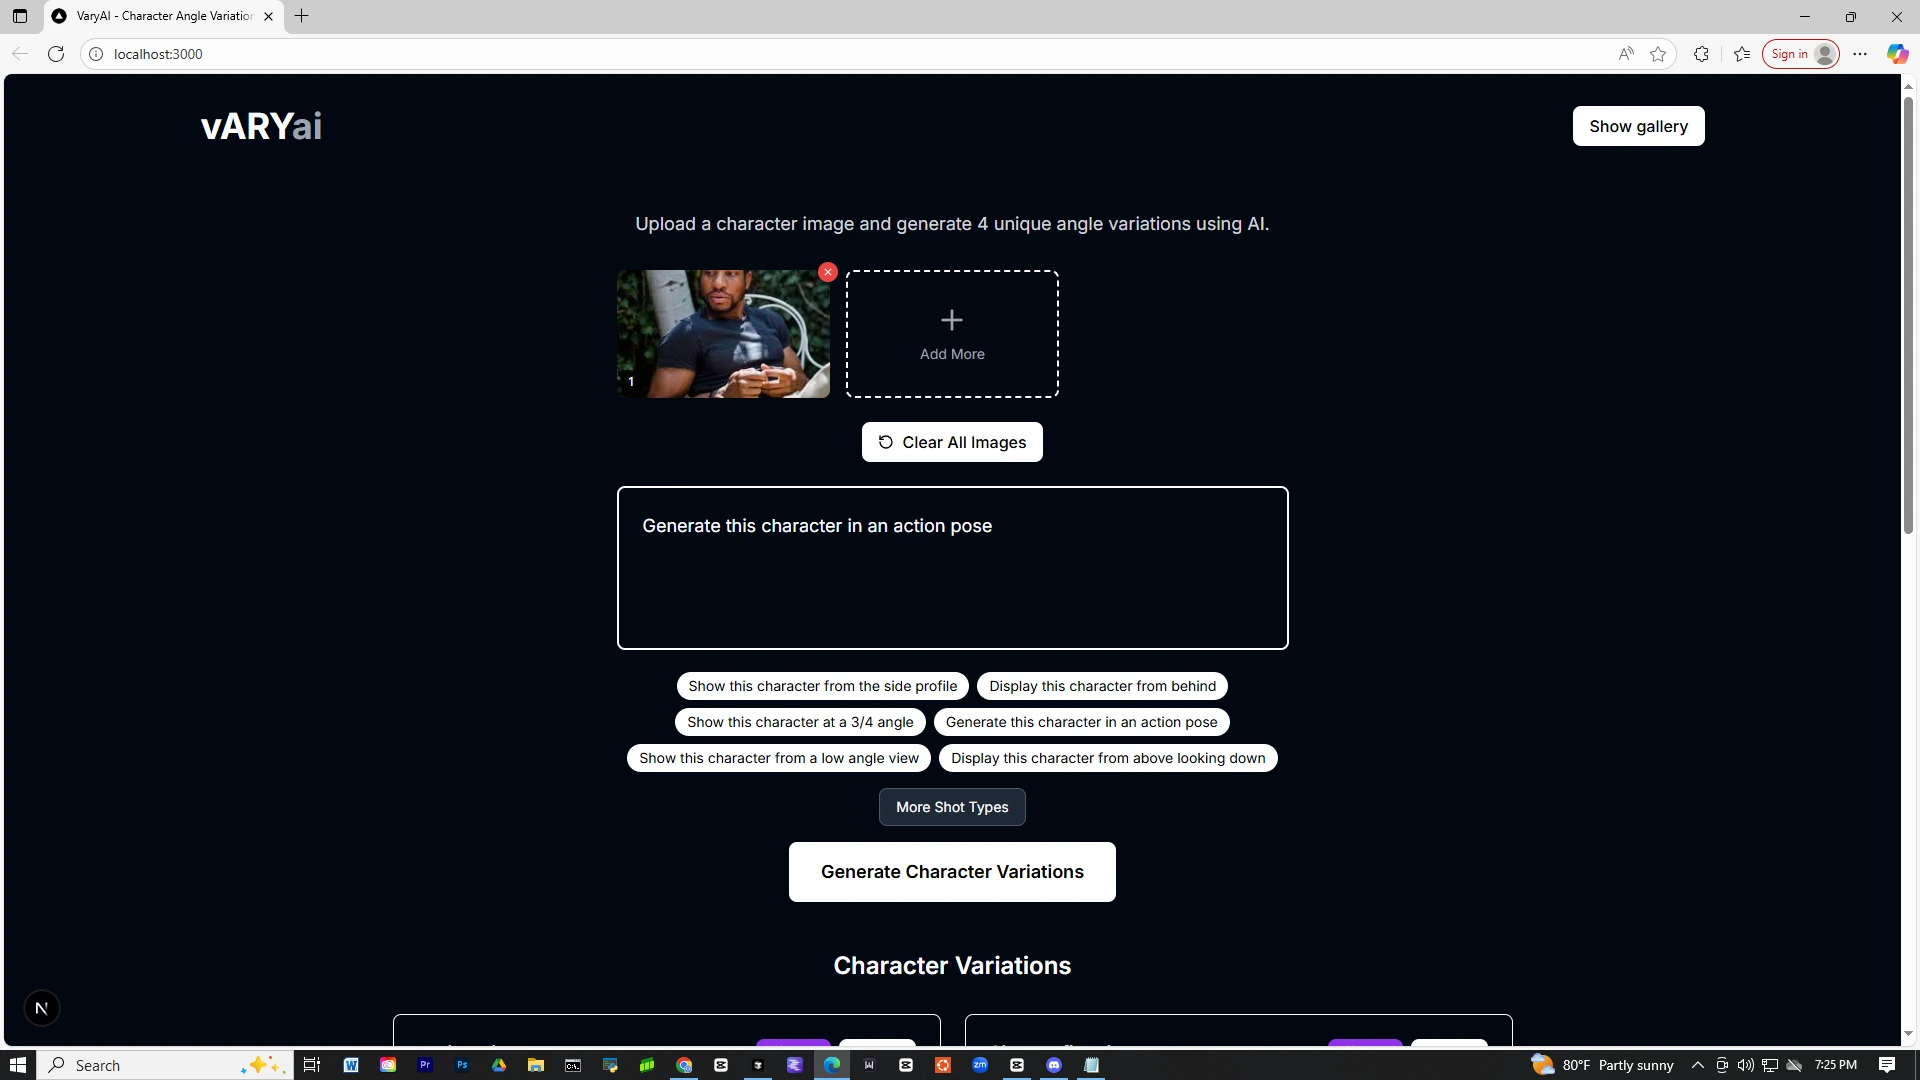 VaryAI - Character Angle Variation
localhost:3000
Sign in
vARYai
Show gallery
Upload a character image and generate 4 unique angle variations using AI.
1
Add More
Clear All Images
Generate this character in an action pose
Show this character from the side profile
Display this character from behind
Show this character at a 3/4 angle
Generate this character in an action pose
Show this character from a low angle view
Display this character from above looking down
More Shot Types
Generate Character Variations
Character Variations
N
Search
80°F Partly sunny
7:25 PM